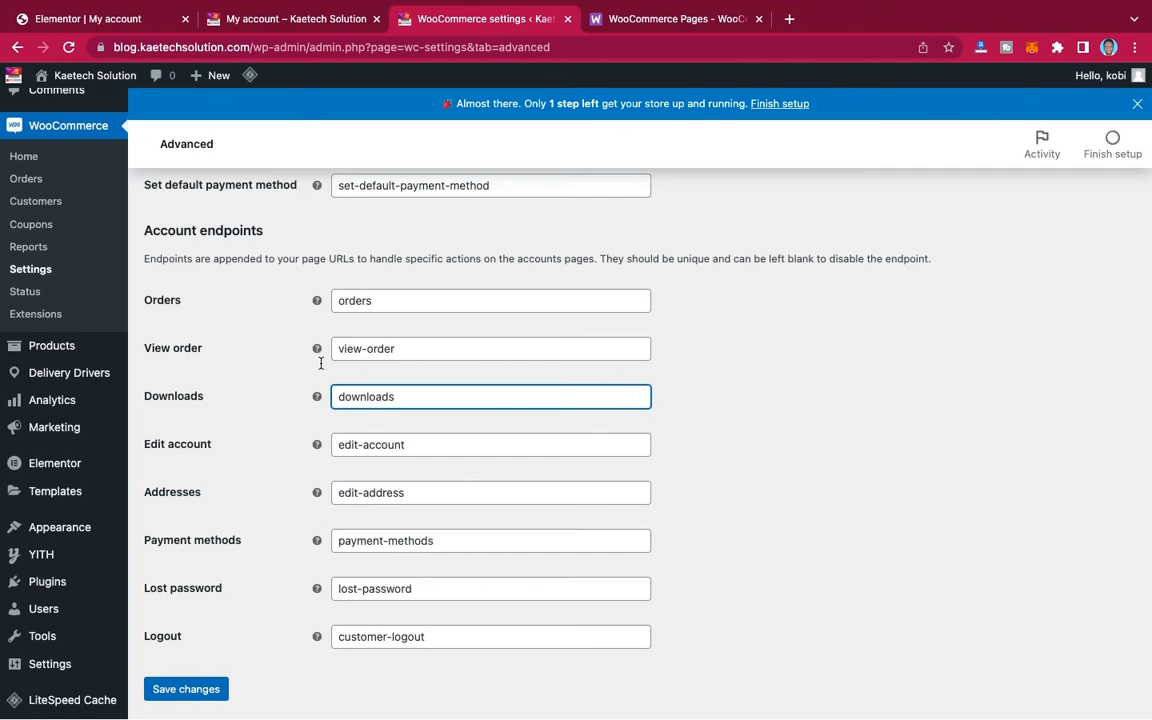 Elementor | My account
My account – Kaetech Solution
WooCommerce settings ‹ Kaet
WooCommerce Pages - WooC
blog.kaetechsolution.com/wp-admin/admin.php?page=wc-settings&tab=advanced
Kaetech Solution
0
New
Hello, kobi
Comments
WooCommerce
Home
Orders
Customers
Coupons
Reports
Settings
Status
Extensions
Products
Delivery Drivers
Analytics
Marketing
Elementor
Templates
Appearance
YITH
Plugins
Users
Tools
Settings
LiteSpeed Cache
Almost there. Only 1 step left get your store up and running. Finish setup
Advanced
Activity
Finish setup
Set default payment method
set-default-payment-method
Account endpoints
Endpoints are appended to your page URLs to handle specific actions on the accounts pages. They should be unique and can be left blank to disable the endpoint.
Orders
orders
View order
view-order
Downloads
downloads
Edit account
edit-account
Addresses
edit-address
Payment methods
payment-methods
Lost password
lost-password
Logout
customer-logout
Save changes